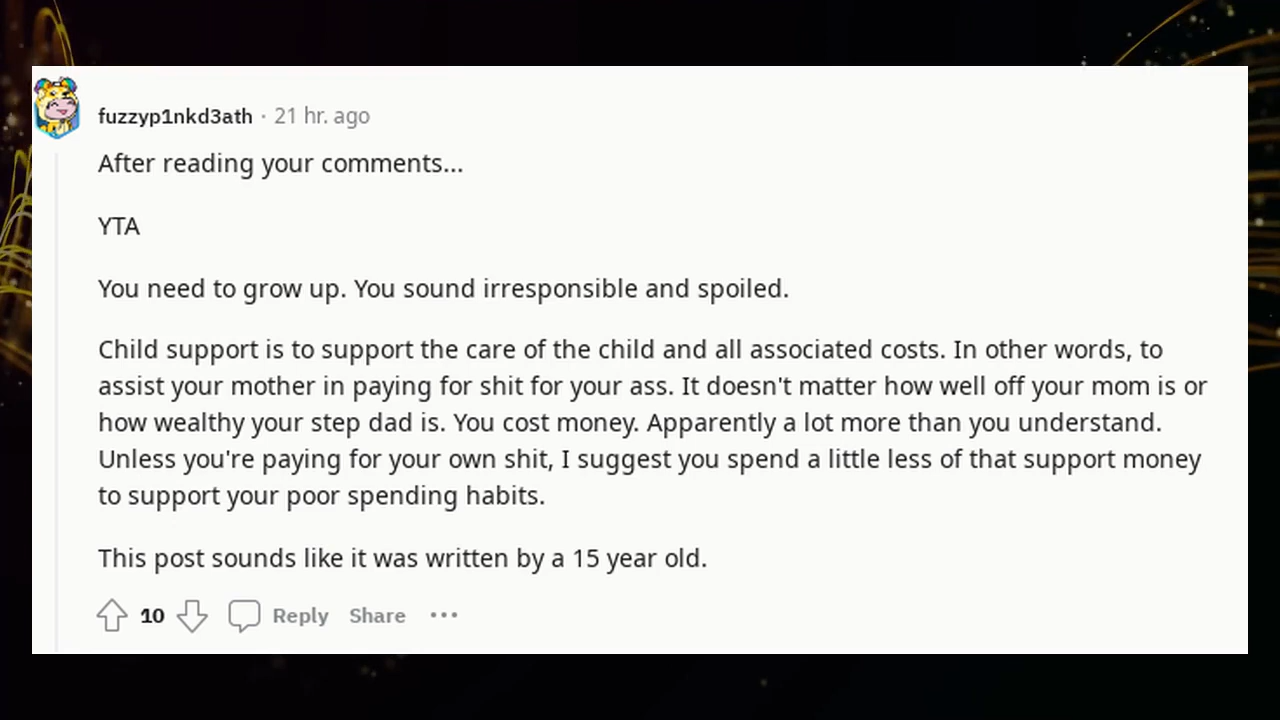 fuzzyp1nkd3ath · 21 hr. ago
After reading your comments...
YTA
You need to grow up. You sound irresponsible and spoiled.
Child support is to support the care of the child and all associated costs. In other words, to
assist your mother in paying for shit for your ass. It doesn't matter how well off your mom is or
how wealthy your step dad is. You cost money. Apparently a lot more than you understand.
Unless you're paying for your own shit, I suggest you spend a little less of that support money
to support your poor spending habits.
This post sounds like it was written by a 15 year old.
10 Reply Share ···